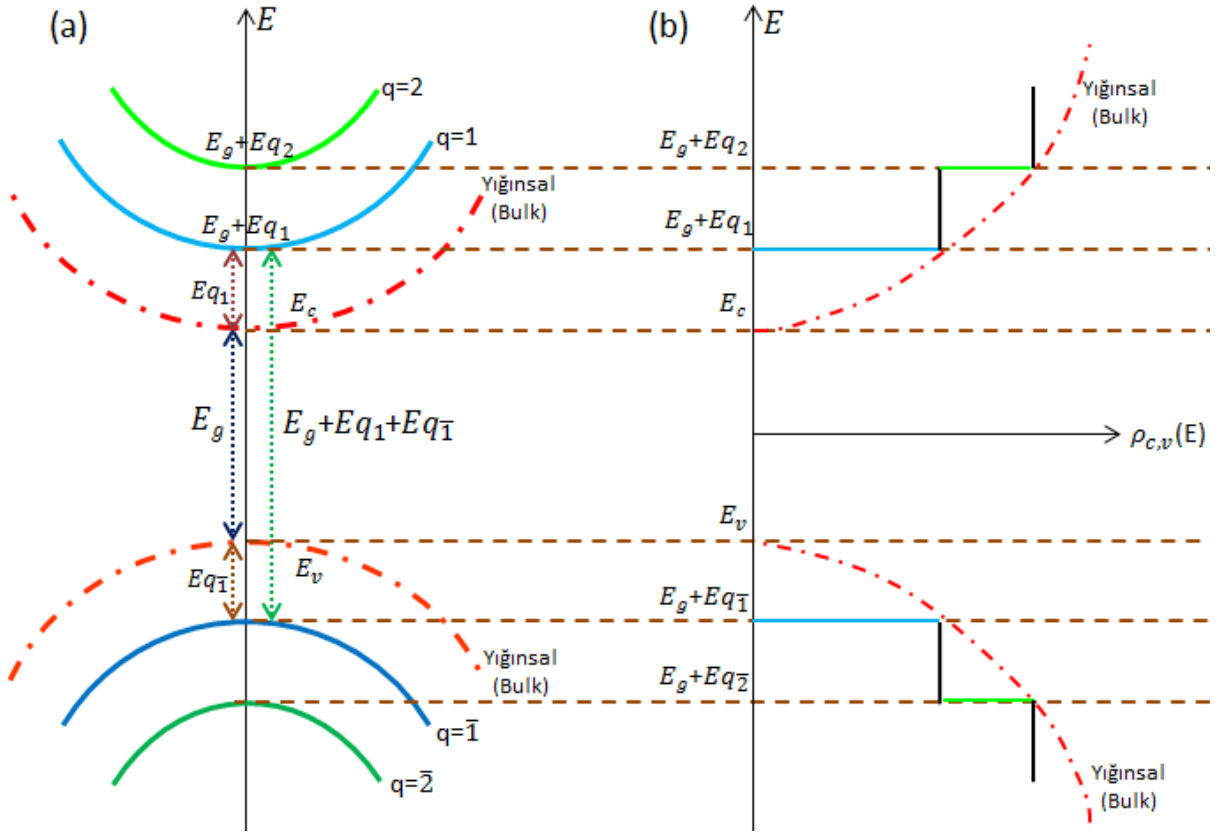 (a)
E
q=2
E_g+Eq_2
q=1
Yığınsal
(Bulk)
E_g+Eq_1
Eq_1
E_c
E_g
E_g+Eq_1+Eq_1̅
Eq_1̅
E_v
Yığınsal
(Bulk)
q=1̅
q=2̅
(b)
E
Yığınsal
(Bulk)
E_g+Eq_2
E_g+Eq_1
E_c
ρ_{c,v}(E)
E_v
E_g+Eq_1̅
E_g+Eq_2̅
Yığınsal
(Bulk)